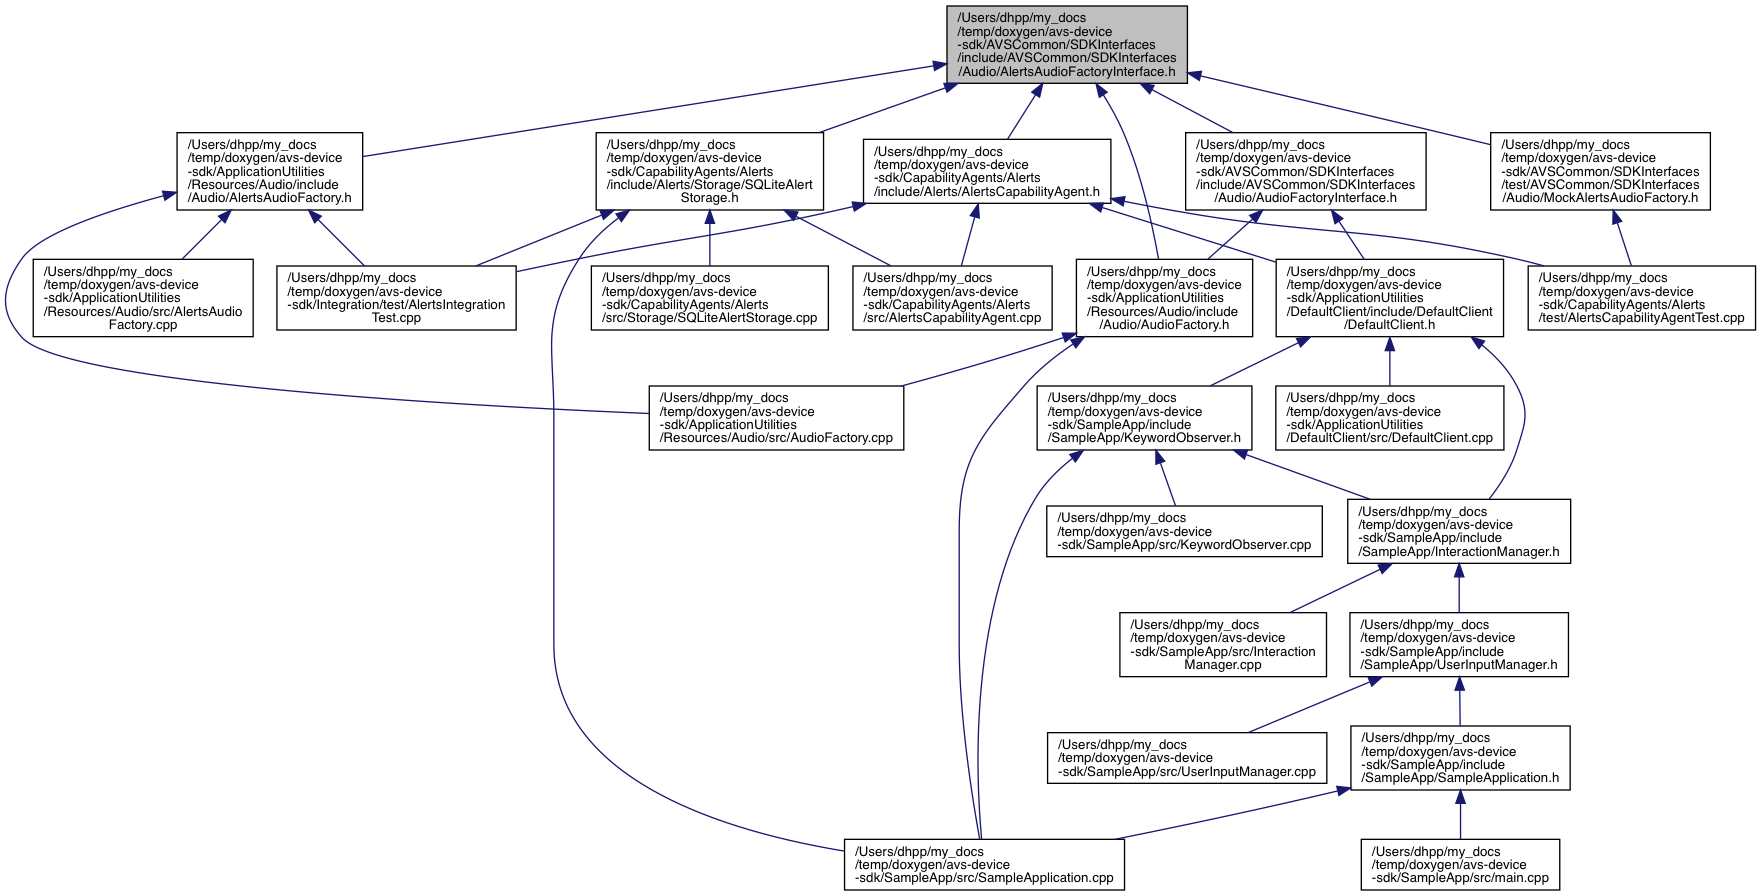 /Users/dhpp/my_docs
/temp/doxygen/avs-device
-sdk/AVSCommon/SDKInterfaces
/include/AVSCommon/SDKInterfaces
/Audio/AlertsAudioFactoryInterface.h
/Users/dhpp/my_docs
/temp/doxygen/avs-device
-sdk/ApplicationUtilities
/Resources/Audio/include
/Audio/AlertsAudioFactory.h
/Users/dhpp/my_docs
/temp/doxygen/avs-device
-sdk/CapabilityAgents/Alerts
/include/Alerts/Storage/SQLiteAlert
Storage.h
/Users/dhpp/my_docs
/temp/doxygen/avs-device
-sdk/CapabilityAgents/Alerts
/include/Alerts/AlertsCapabilityAgent.h
/Users/dhpp/my_docs
/temp/doxygen/avs-device
-sdk/AVSCommon/SDKInterfaces
/include/AVSCommon/SDKInterfaces
/Audio/AudioFactoryInterface.h
/Users/dhpp/my_docs
/temp/doxygen/avs-device
-sdk/AVSCommon/SDKInterfaces
/test/AVSCommon/SDKInterfaces
/Audio/MockAlertsAudioFactory.h
/Users/dhpp/my_docs
/temp/doxygen/avs-device
-sdk/ApplicationUtilities
/Resources/Audio/src/AlertsAudio
Factory.cpp
/Users/dhpp/my_docs
/temp/doxygen/avs-device
-sdk/Integration/test/AlertsIntegration
Test.cpp
/Users/dhpp/my_docs
/temp/doxygen/avs-device
-sdk/CapabilityAgents/Alerts
/src/Storage/SQLiteAlertStorage.cpp
/Users/dhpp/my_docs
/temp/doxygen/avs-device
-sdk/CapabilityAgents/Alerts
/src/AlertsCapabilityAgent.cpp
/Users/dhpp/my_docs
/temp/doxygen/avs-device
-sdk/ApplicationUtilities
/Resources/Audio/include
/Audio/AudioFactory.h
/Users/dhpp/my_docs
/temp/doxygen/avs-device
-sdk/ApplicationUtilities
/DefaultClient/include/DefaultClient
/DefaultClient.h
/Users/dhpp/my_docs
/temp/doxygen/avs-device
-sdk/CapabilityAgents/Alerts
/test/AlertsCapabilityAgentTest.cpp
/Users/dhpp/my_docs
/temp/doxygen/avs-device
-sdk/ApplicationUtilities
/Resources/Audio/src/AudioFactory.cpp
/Users/dhpp/my_docs
/temp/doxygen/avs-device
-sdk/SampleApp/include
/SampleApp/KeywordObserver.h
/Users/dhpp/my_docs
/temp/doxygen/avs-device
-sdk/ApplicationUtilities
/DefaultClient/src/DefaultClient.cpp
/Users/dhpp/my_docs
/temp/doxygen/avs-device
-sdk/SampleApp/src/KeywordObserver.cpp
/Users/dhpp/my_docs
/temp/doxygen/avs-device
-sdk/SampleApp/include
/SampleApp/InteractionManager.h
/Users/dhpp/my_docs
/temp/doxygen/avs-device
-sdk/SampleApp/src/Interaction
Manager.cpp
/Users/dhpp/my_docs
/temp/doxygen/avs-device
-sdk/SampleApp/include
/SampleApp/UserInputManager.h
/Users/dhpp/my_docs
/temp/doxygen/avs-device
-sdk/SampleApp/src/UserInputManager.cpp
/Users/dhpp/my_docs
/temp/doxygen/avs-device
-sdk/SampleApp/include
/SampleApp/SampleApplication.h
/Users/dhpp/my_docs
/temp/doxygen/avs-device
-sdk/SampleApp/src/SampleApplication.cpp
/Users/dhpp/my_docs
/temp/doxygen/avs-device
-sdk/SampleApp/src/main.cpp